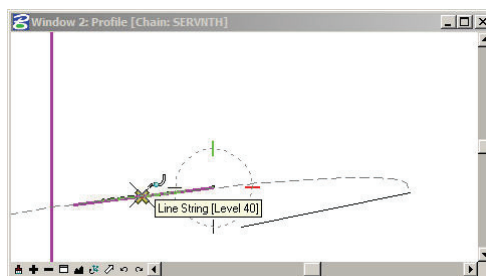 Window 2: Profile [Chain: SERVNTH]
Line String [Level 40]